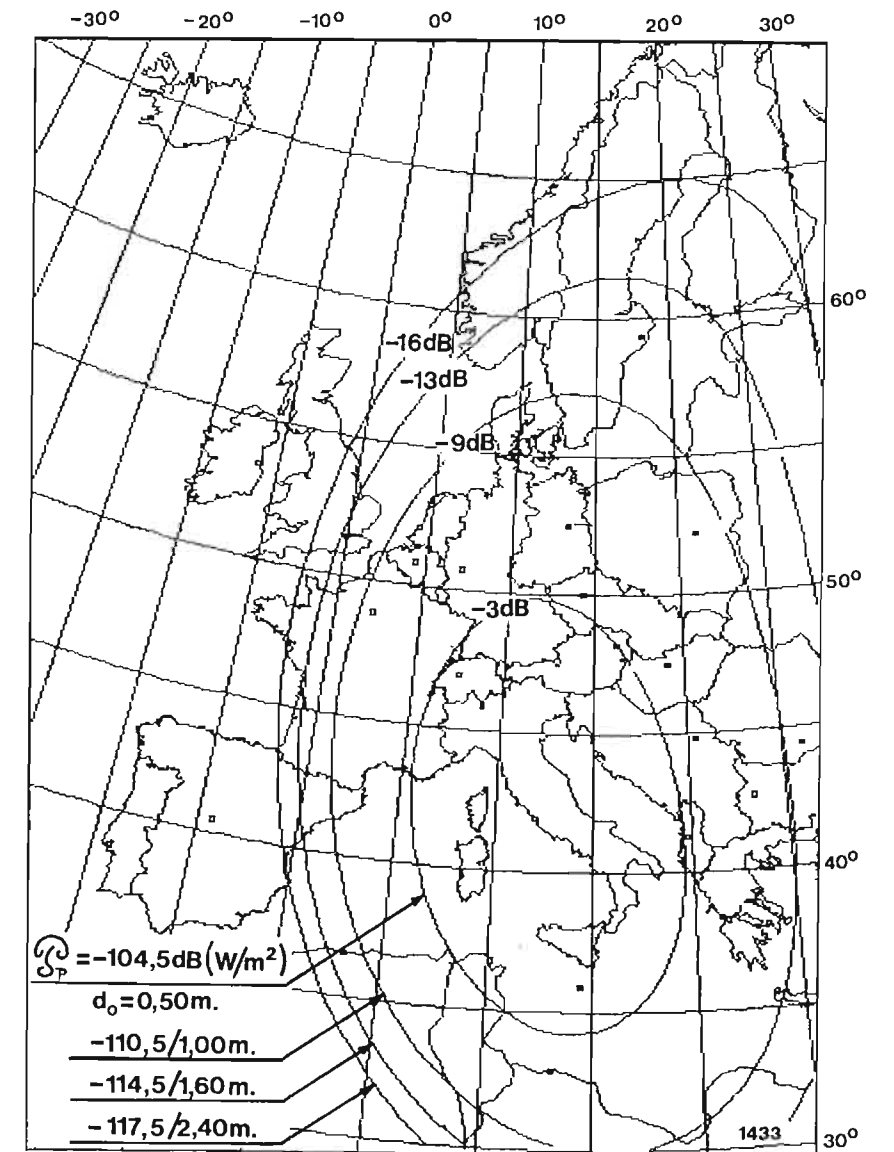 -30° -20° -10° 0° 10° 20° 30°
60°
-16dB
-13dB
-9dB
50°
-3dB
40°
𝒫p = -104,5dB (W/m²)
d₀=0,50m.
-110,5/1,00m.
-114,5/1,60m.
-117,5/2,40m.
1433
30°